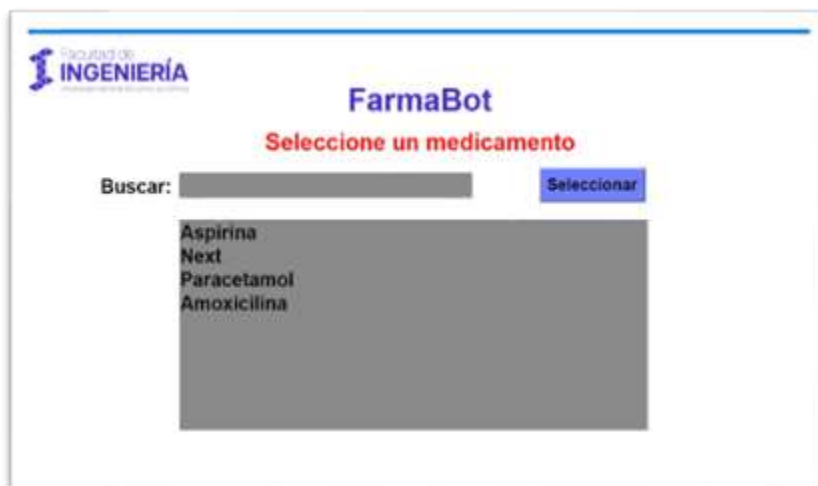 Facultad de
INGENIERÍA
FarmaBot
Seleccione un medicamento
Buscar:
Seleccionar
Aspirina
Next
Paracetamol
Amoxicilina